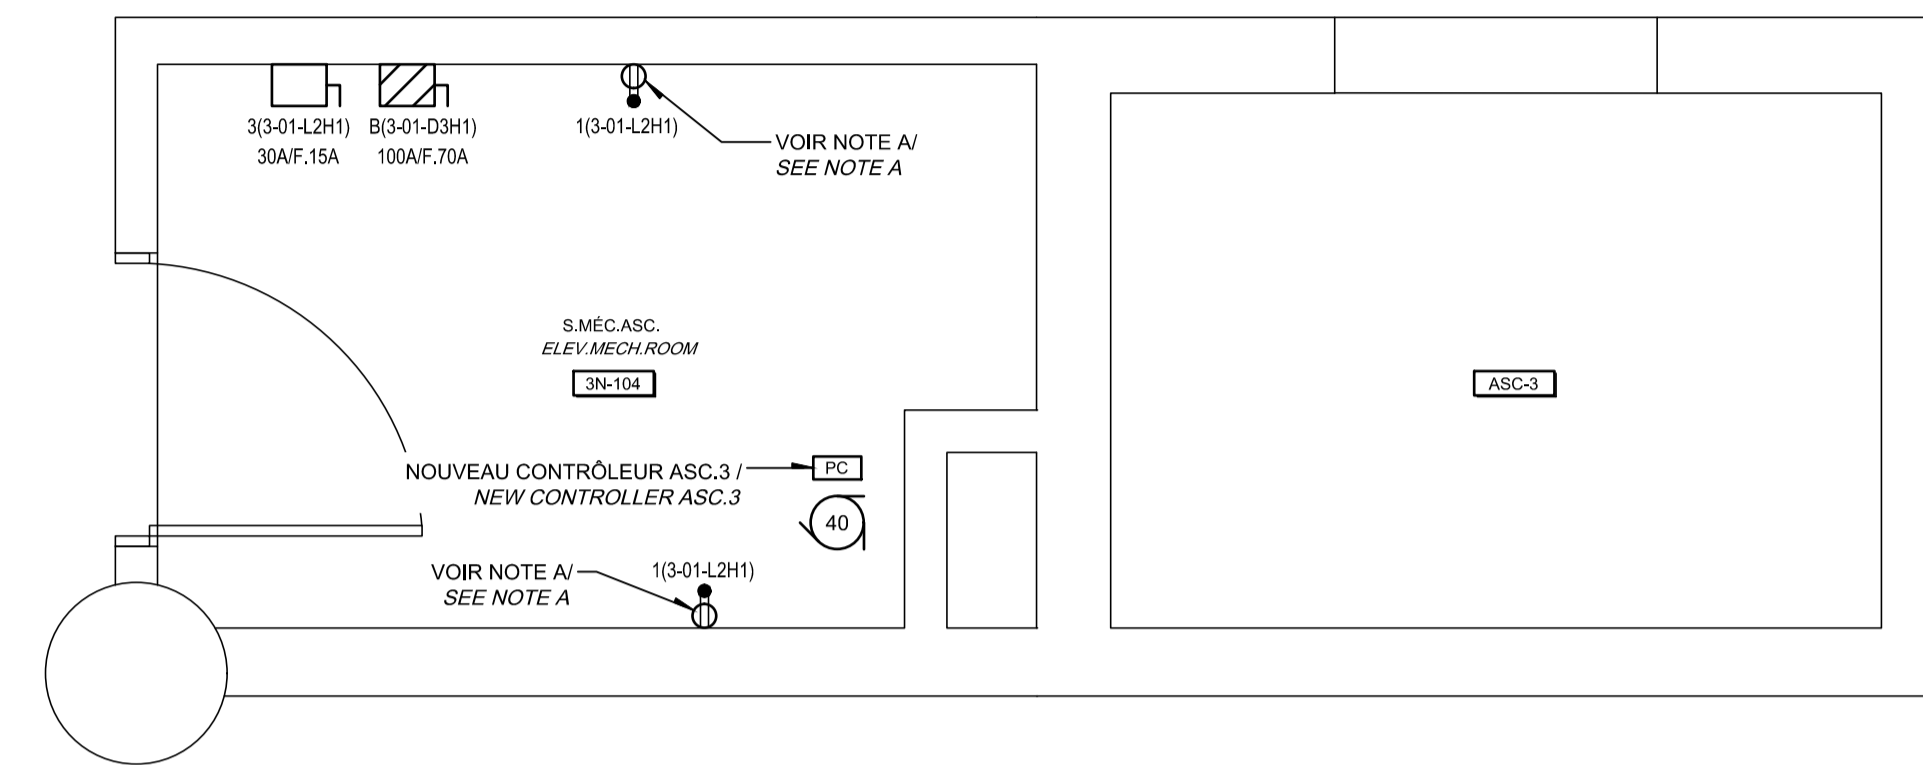 3(3-01-L2H1)
30A/F.15A
B(3-01-D3H1)
100A/F.70A
1(3-01-L2H1)
VOIR NOTE A/
SEE NOTE A
S.MÉC.ASC.
ELEV.MECH.ROOM
3N-104
ASC-3
NOUVEAU CONTRÔLEUR ASC.3 /
NEW CONTROLLER ASC.3
PC
40
VOIR NOTE A/
SEE NOTE A
1(3-01-L2H1)